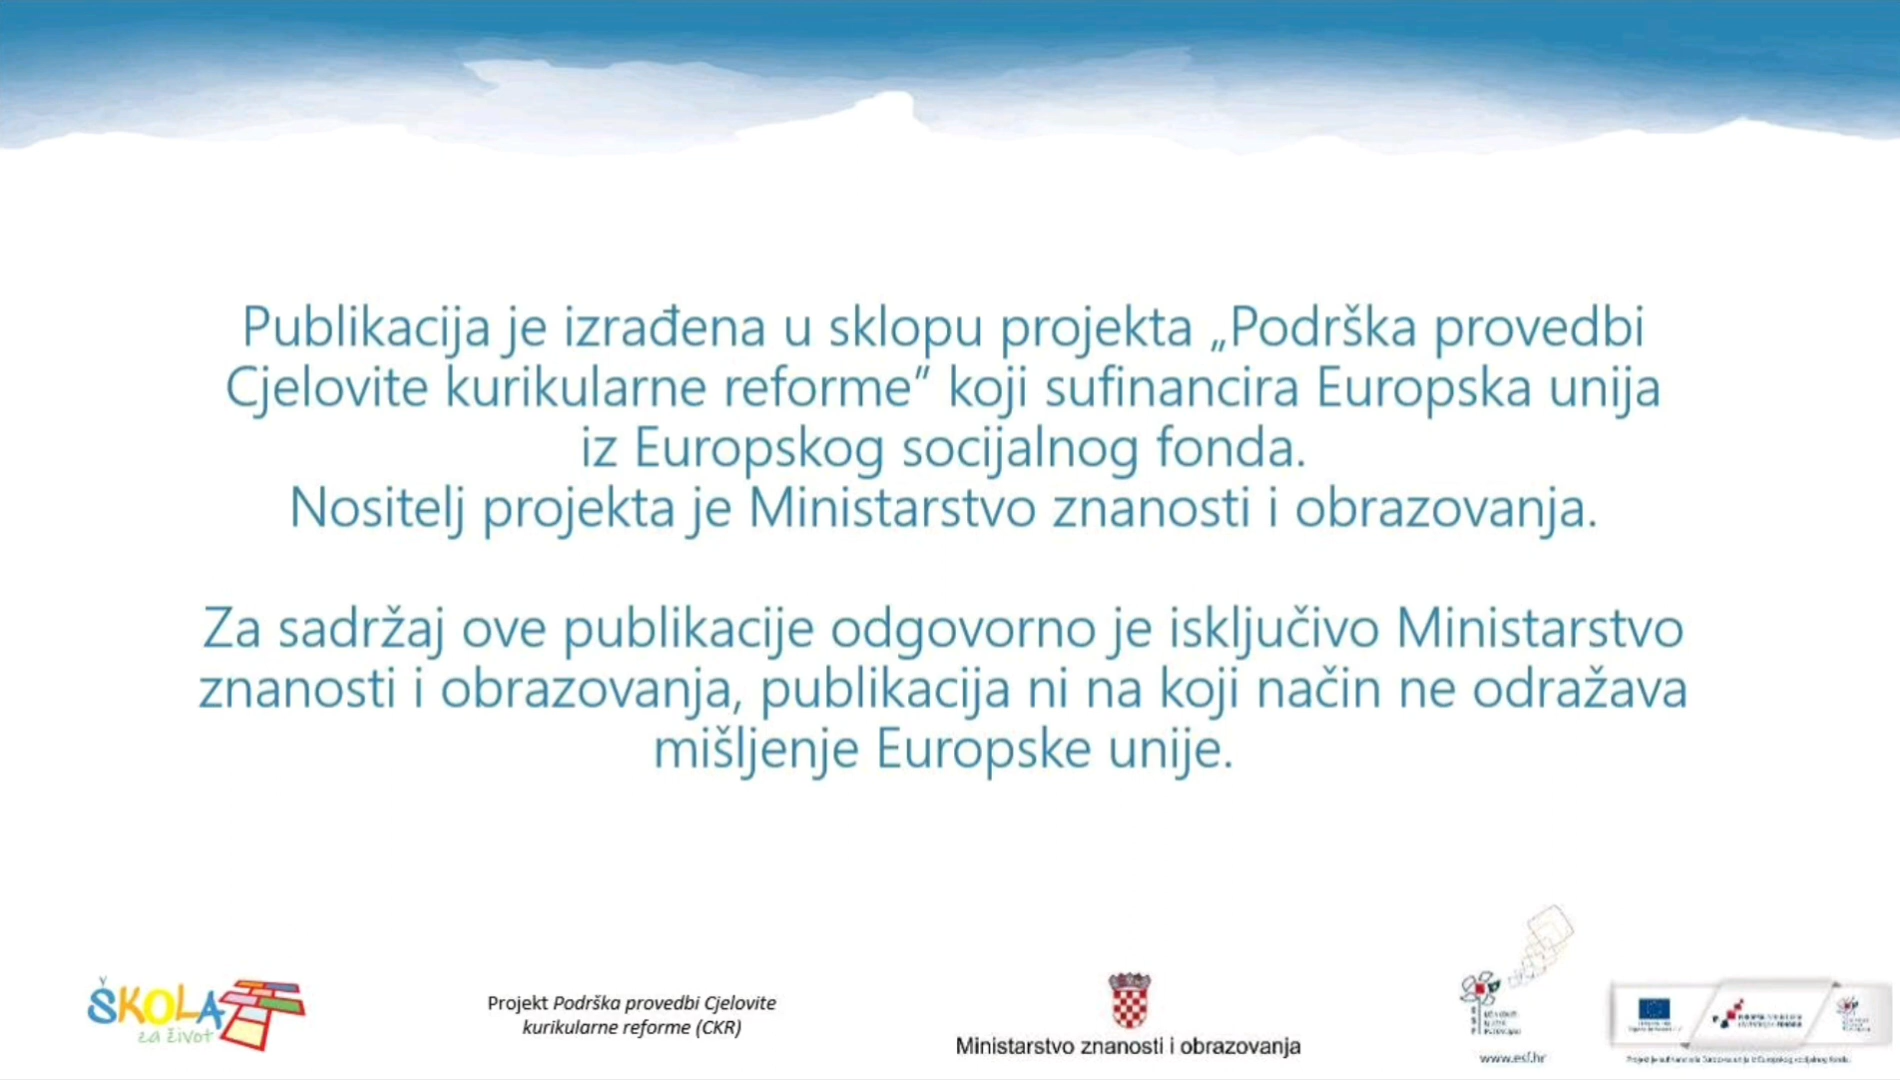 Publikacija je izrađena u sklopu projekta „Podrška provedbi
Cjelovite kurikularne reforme” koji sufinancira Europska unija
iz Europskog socijalnog fonda.
Nositelj projekta je Ministarstvo znanosti i obrazovanja.
Za sadržaj ove publikacije odgovorno je isključivo Ministarstvo
znanosti i obrazovanja, publikacija ni na koji način ne odražava
mišljenje Europske unije.
ŠKOLA
za život
Projekt Podrška provedbi Cjelovite
kurikularne reforme (CKR)
Ministarstvo znanosti i obrazovanja
www.esf.hr